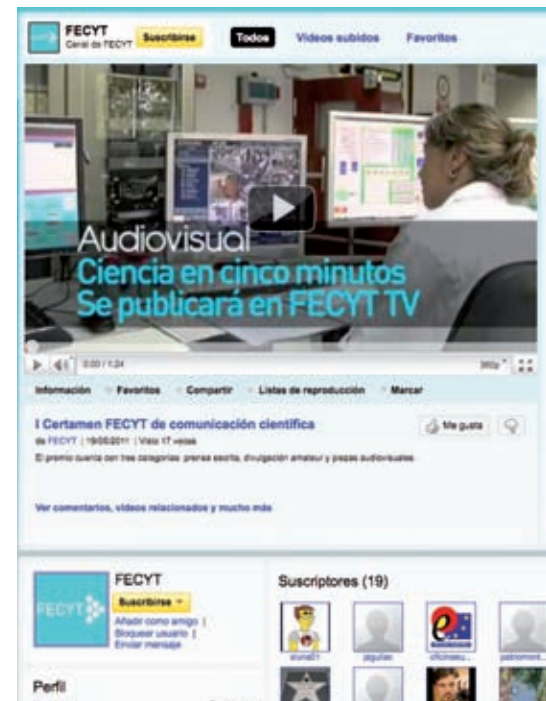 FECYT
Canal de FECYT
Suscribirse
Todos
Vídeos subidos
Favoritos
Audiovisual
Ciencia en cinco minutos
Se publicará en FECYT TV
0:00 / 1:24
360p
Información
Favoritos
Compartir
Listas de reproducción
Marcar
I Certamen FECYT de comunicación científica
Me gusta
de FECYT | 19/05/2011 | Visto 17 veces
El premio cuenta con tres categorías: prensa escrita, divulgación amateur y piezas audiovisuales.
Ver comentarios, vídeos relacionados y mucho más
FECYT
FECYT
Suscribirse
Añadir como amigo |
Bloquear usuario |
Enviar mensaje
Suscriptores (19)
Perfil